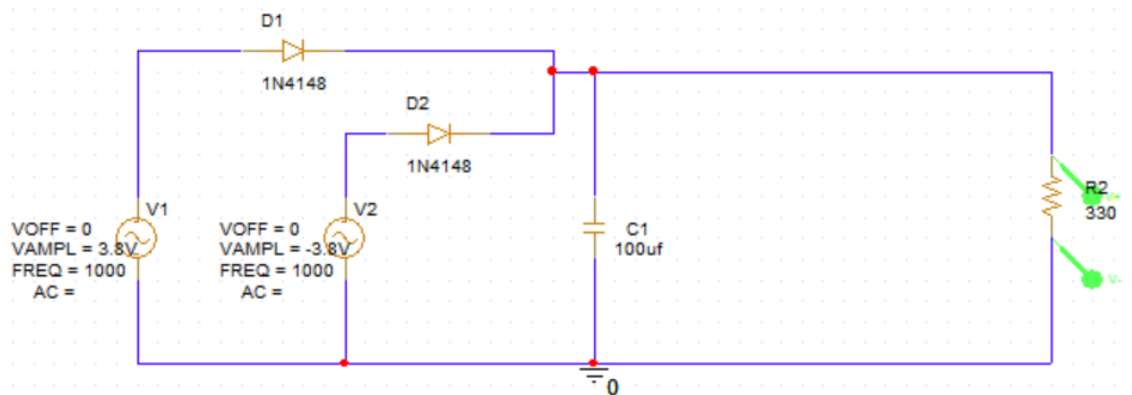 D1
1N4148
D2
1N4148
V1
VOFF = 0
VAMPL = 3.8V
FREQ = 1000
AC =
V2
VOFF = 0
VAMPL = -3.8V
FREQ = 1000
AC =
C1
100uf
R2
330
V+
V-
0